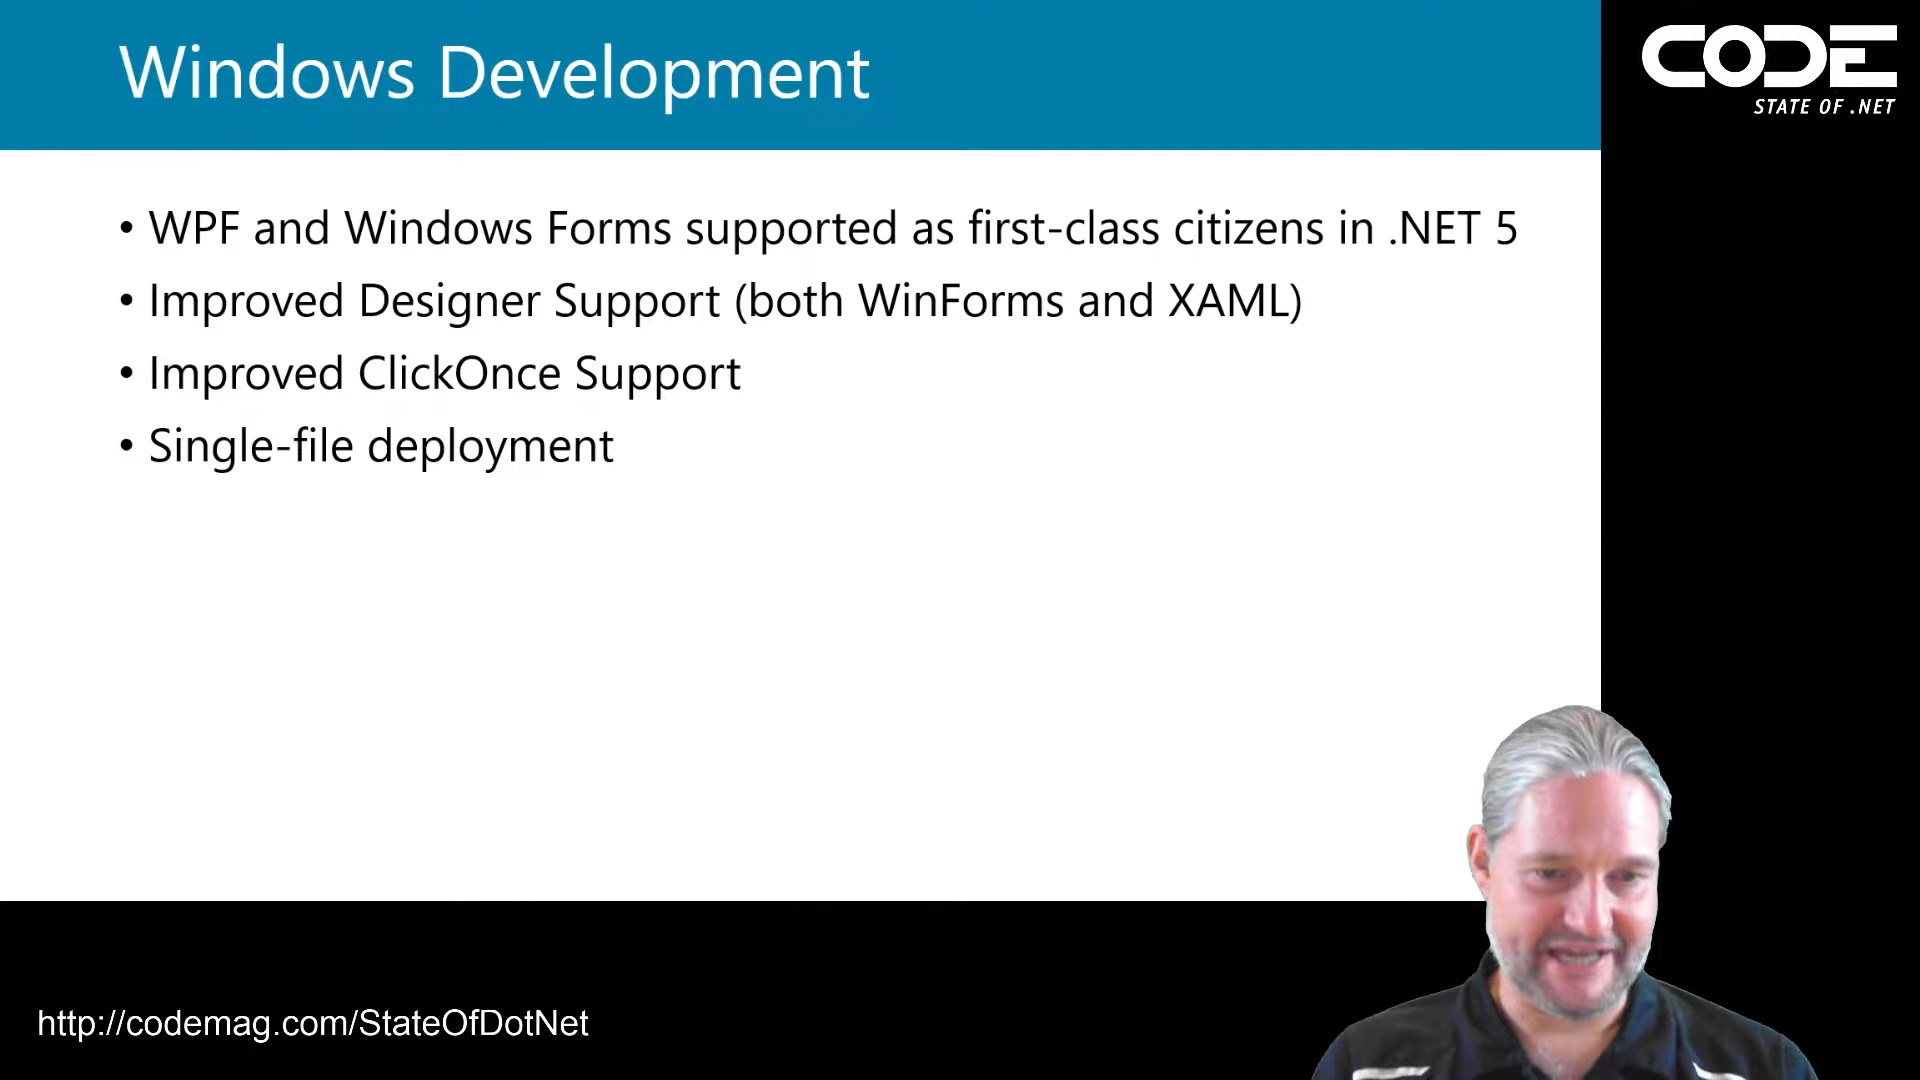 Windows Development
CODE
STATE OF .NET
• WPF and Windows Forms supported as first-class citizens in .NET 5
• Improved Designer Support (both WinForms and XAML)
• Improved ClickOnce Support
• Single-file deployment
http://codemag.com/StateOfDotNet